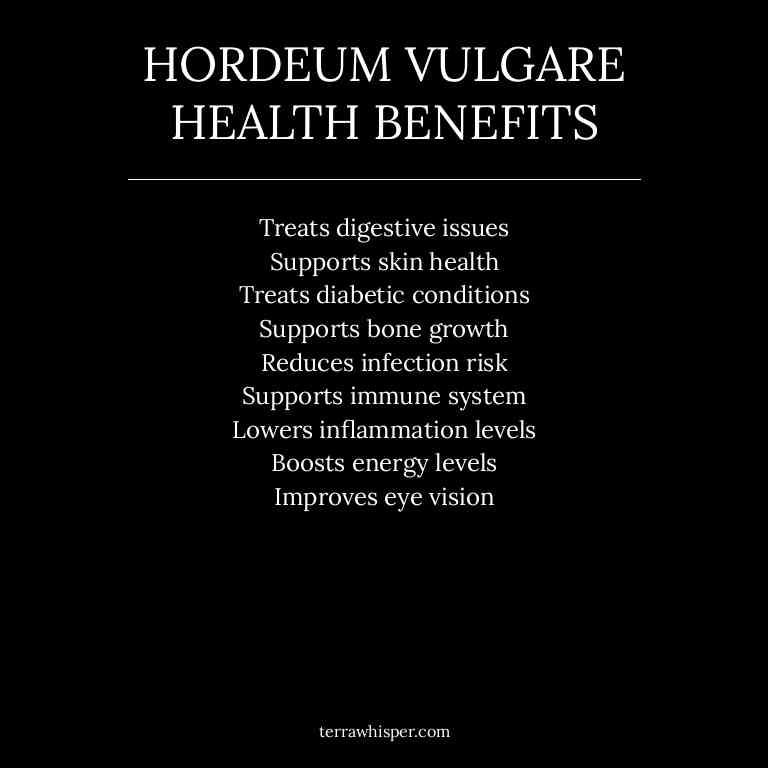 HORDEUM VULGARE
HEALTH BENEFITS
Treats digestive issues
Supports skin health
Treats diabetic conditions
Supports bone growth
Reduces infection risk
Supports immune system
Lowers inflammation levels
Boosts energy levels
Improves eye vision
terrawhisper.com